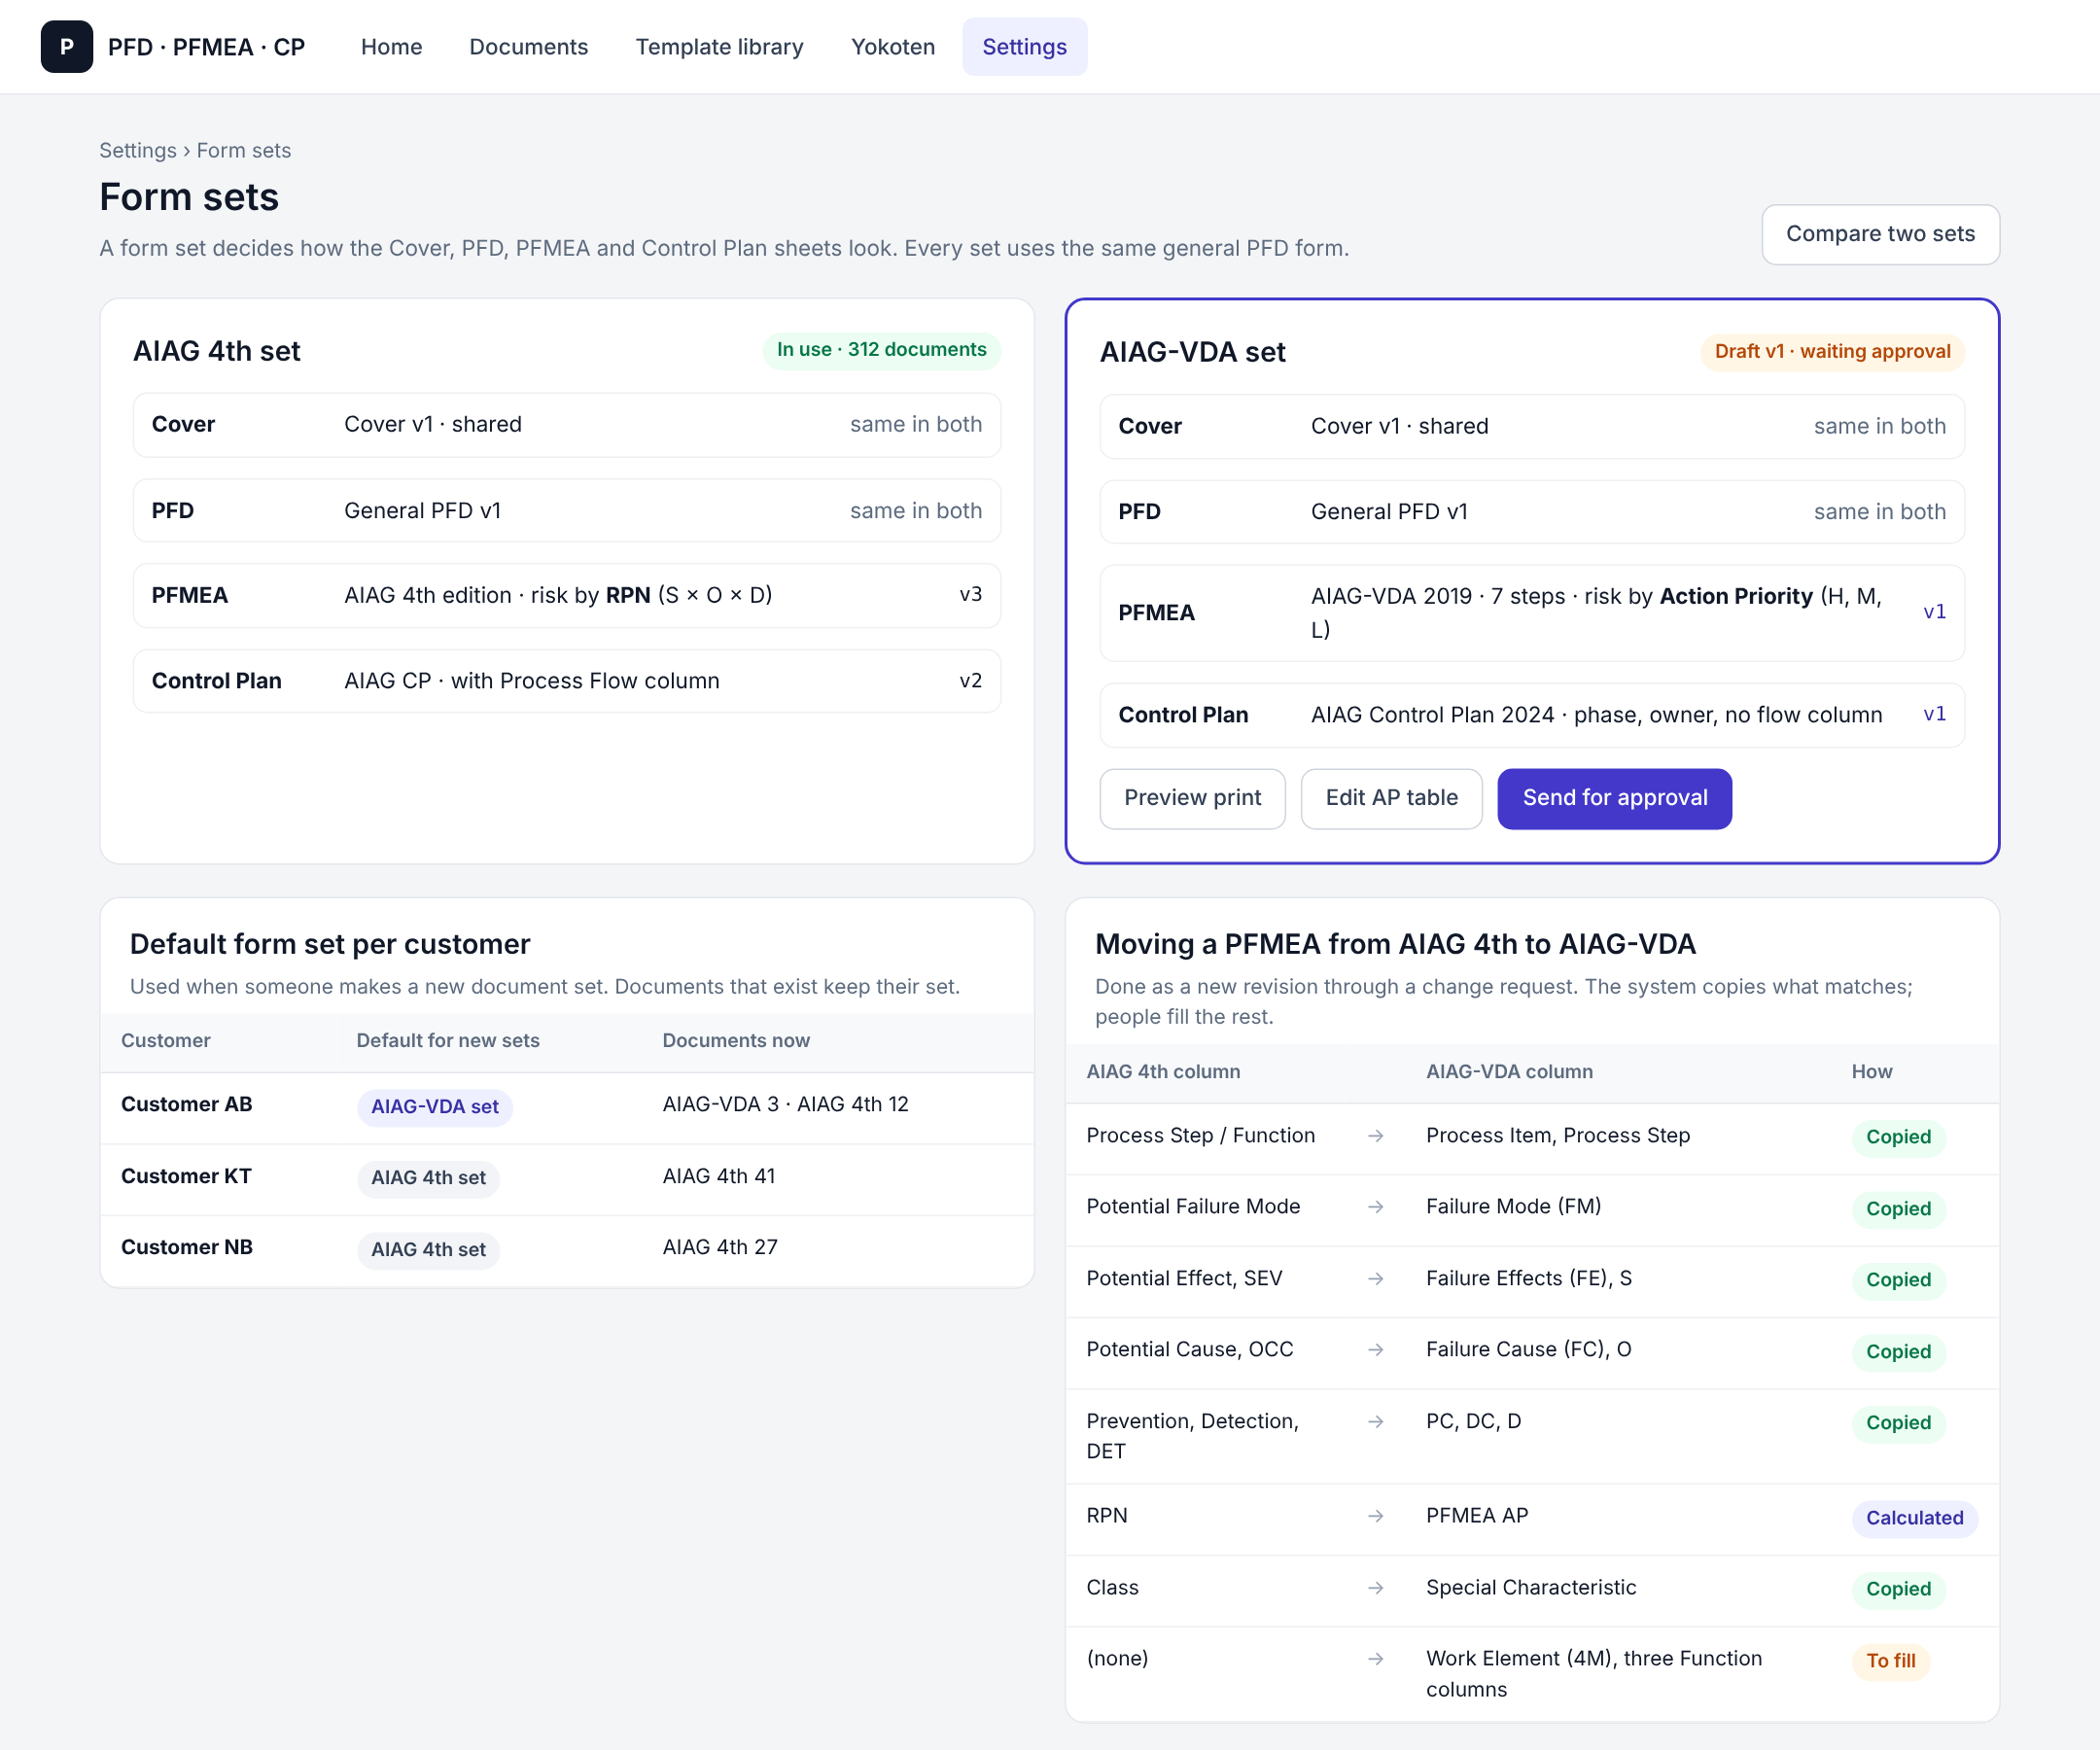 P PFD · PFMEA · CP Home Documents Template library Yokoten Settings
Settings › Form sets
Form sets
A form set decides how the Cover, PFD, PFMEA and Control Plan sheets look. Every set uses the same general PFD form.
Compare two sets
AIAG 4th set In use · 312 documents
Cover Cover v1 · shared same in both
PFD General PFD v1 same in both
PFMEA AIAG 4th edition · risk by RPN (S × O × D) v3
Control Plan AIAG CP · with Process Flow column v2
AIAG-VDA set Draft v1 · waiting approval
Cover Cover v1 · shared same in both
PFD General PFD v1 same in both
PFMEA AIAG-VDA 2019 · 7 steps · risk by Action Priority (H, M,
L) v1
Control Plan AIAG Control Plan 2024 · phase, owner, no flow column v1
Preview print Edit AP table Send for approval
Default form set per customer
Used when someone makes a new document set. Documents that exist keep their set.
Customer Default for new sets Documents now
Customer AB AIAG-VDA set AIAG-VDA 3 · AIAG 4th 12
Customer KT AIAG 4th set AIAG 4th 41
Customer NB AIAG 4th set AIAG 4th 27
Moving a PFMEA from AIAG 4th to AIAG-VDA
Done as a new revision through a change request. The system copies what matches;
people fill the rest.
AIAG 4th column AIAG-VDA column How
Process Step / Function → Process Item, Process Step Copied
Potential Failure Mode → Failure Mode (FM) Copied
Potential Effect, SEV → Failure Effects (FE), S Copied
Potential Cause, OCC → Failure Cause (FC), O Copied
Prevention, Detection, → PC, DC, D Copied
DET
RPN → PFMEA AP Calculated
Class → Special Characteristic Copied
(none) → Work Element (4M), three Function To fill
columns